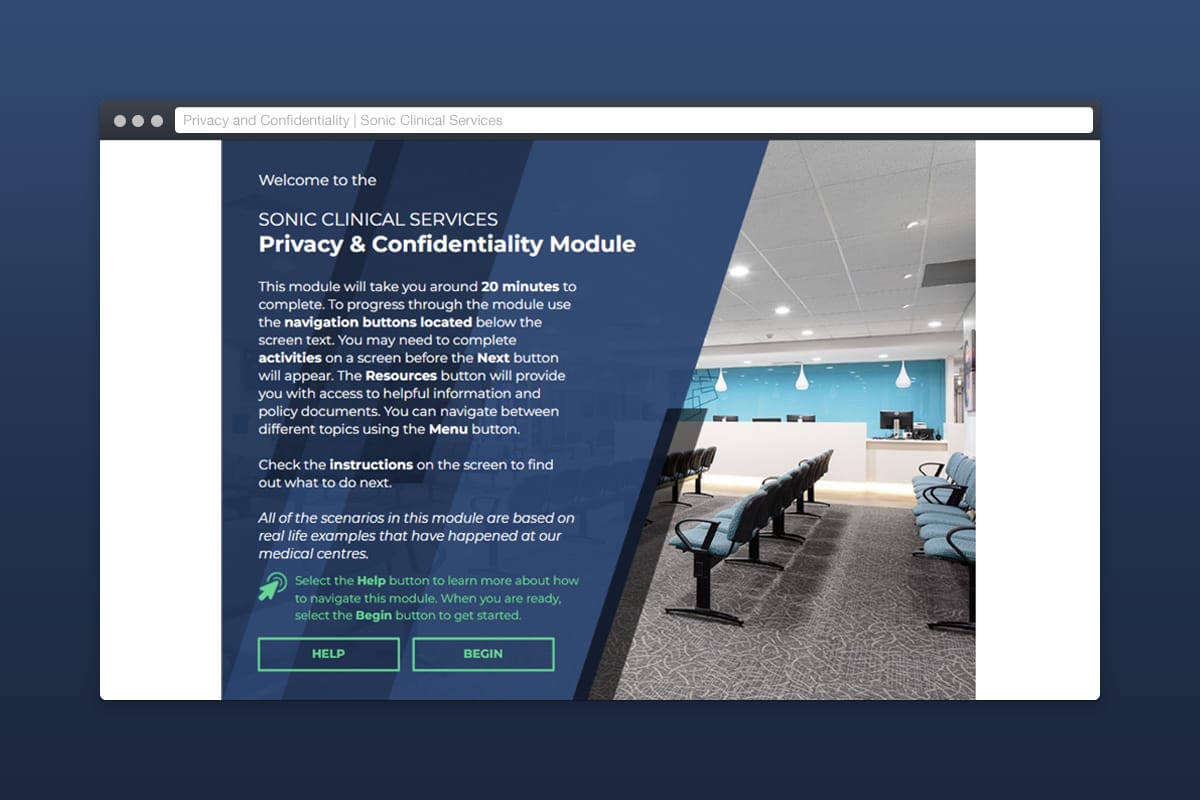 Privacy and Confidentiality | Sonic Clinical Services
Welcome to the
SONIC CLINICAL SERVICES
Privacy & Confidentiality Module
This module will take you around 20 minutes to
complete. To progress through the module use
the navigation buttons located below the
screen text. You may need to complete
activities on a screen before the Next button
will appear. The Resources button will provide
you with access to helpful information and
policy documents. You can navigate between
different topics using the Menu button.
Check the instructions on the screen to find
out what to do next.
All of the scenarios in this module are based on
real life examples that have happened at our
medical centres.
Select the Help button to learn more about how
to navigate this module. When you are ready,
select the Begin button to get started.
HELP
BEGIN